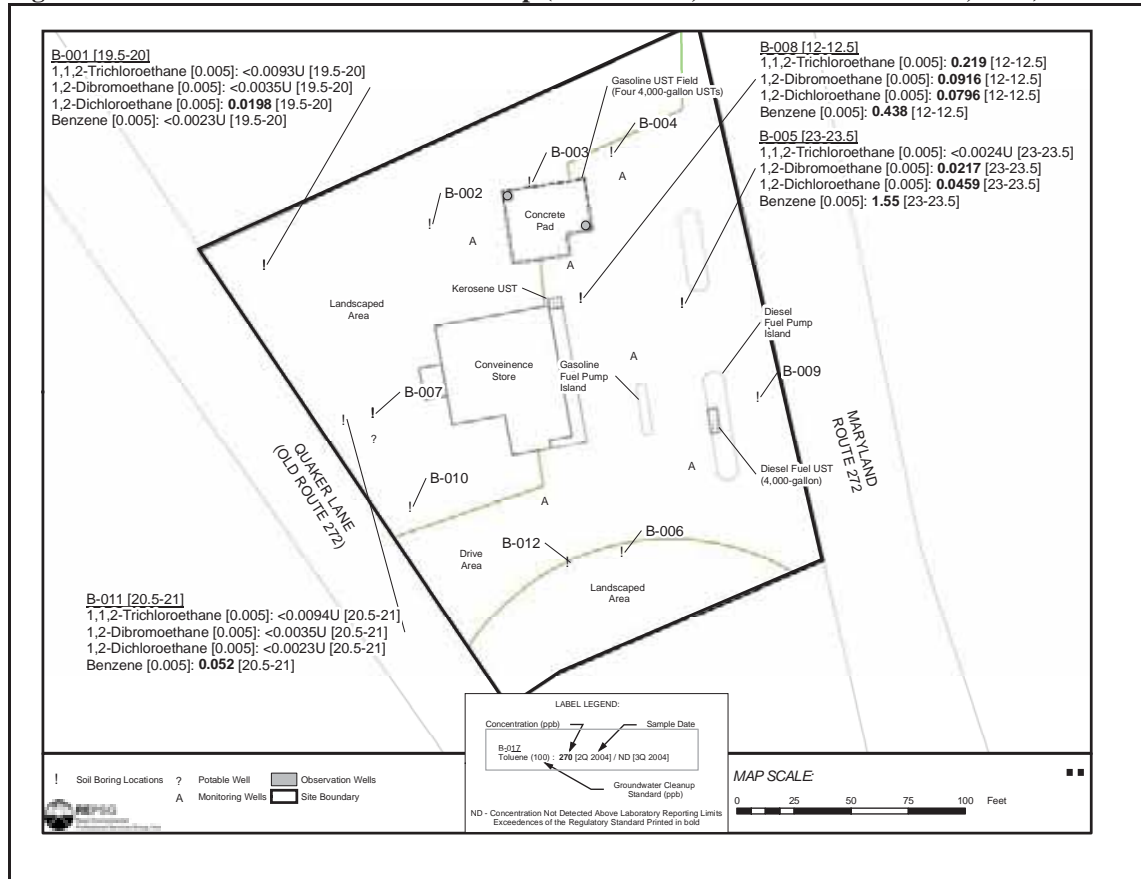 B-001 [19.5-20]
1,1,2-Trichloroethane [0.005]: <0.0093U [19.5-20]
1,2-Dibromoethane [0.005]: <0.0035U [19.5-20]
1,2-Dichloroethane [0.005]: 0.0198 [19.5-20]
Benzene [0.005]: <0.0023U [19.5-20]
B-008 [12-12.5]
1,1,2-Trichloroethane [0.005]: 0.219 [12-12.5]
1,2-Dibromoethane [0.005]: 0.0916 [12-12.5]
1,2-Dichloroethane [0.005]: 0.0796 [12-12.5]
Benzene [0.005]: 0.438 [12-12.5]
B-005 [23-23.5]
1,1,2-Trichloroethane [0.005]: <0.0024U [23-23.5]
1,2-Dibromoethane [0.005]: 0.0217 [23-23.5]
1,2-Dichloroethane [0.005]: 0.0459 [23-23.5]
Benzene [0.005]: 1.55 [23-23.5]
Gasoline UST Field
(Four 4,000-gallon USTs)
! B-004
B-003
!
A
B-002
!
Concrete
Pad
A
A
!
Kerosene UST
!
!
Landscaped
Area
Diesel
Fuel Pump
Island
Conveinence
Store
Gasoline
Fuel Pump
Island
A
B-009
!
B-007
!
!
?
MARYLAND
ROUTE 272
QUAKER LANE
(OLD ROUTE 272)
A
Diesel Fuel UST
(4,000-gallon)
B-010
!
A
B-006
!
B-012
!
Drive
Area
Landscaped
Area
B-011 [20.5-21]
1,1,2-Trichloroethane [0.005]: <0.0094U [20.5-21]
1,2-Dibromoethane [0.005]: <0.0035U [20.5-21]
1,2-Dichloroethane [0.005]: <0.0023U [20.5-21]
Benzene [0.005]: 0.052 [20.5-21]
LABEL LEGEND:
Concentration (ppb) Sample Date
B-017
Toluene (100) : 270 [2Q 2004] / ND [3Q 2004]
Groundwater Cleanup
Standard (ppb)
ND - Concentration Not Detected Above Laboratory Reporting Limits
Exceedences of the Regulatory Standard Printed in bold
! Soil Boring Locations ? Potable Well Observation Wells
A Monitoring Wells Site Boundary
REPSG
MAP SCALE:
0 25 50 75 100 Feet